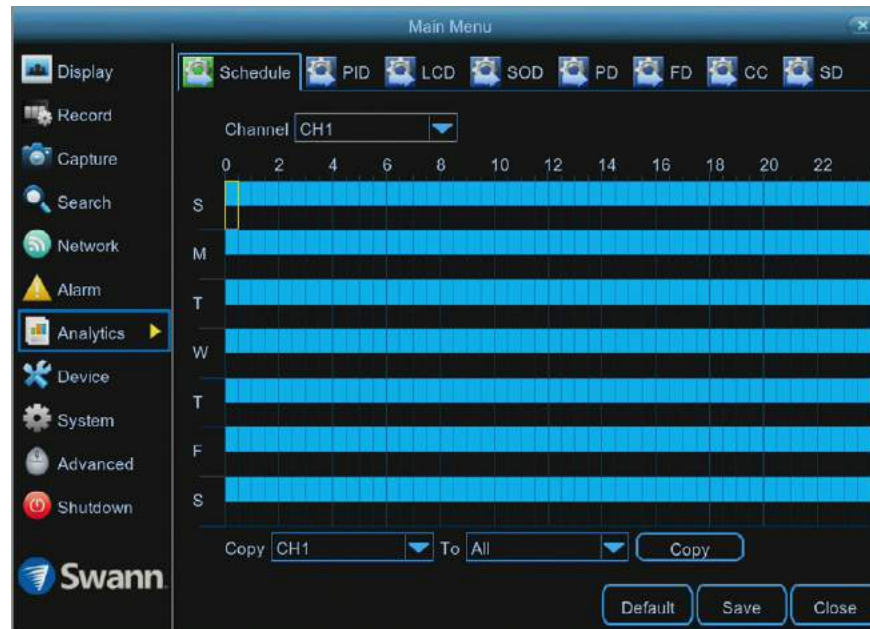 Main Menu
Display
Record
Capture
Search
Network
Alarm
Analytics
Device
System
Advanced
Shutdown
Swann
Schedule PID LCD SOD PD FD CC SD
Channel CH1
0 2 4 6 8 10 12 14 16 18 20 22
S
M
T
W
T
F
S
Copy CH1 To All Copy
Default Save Close